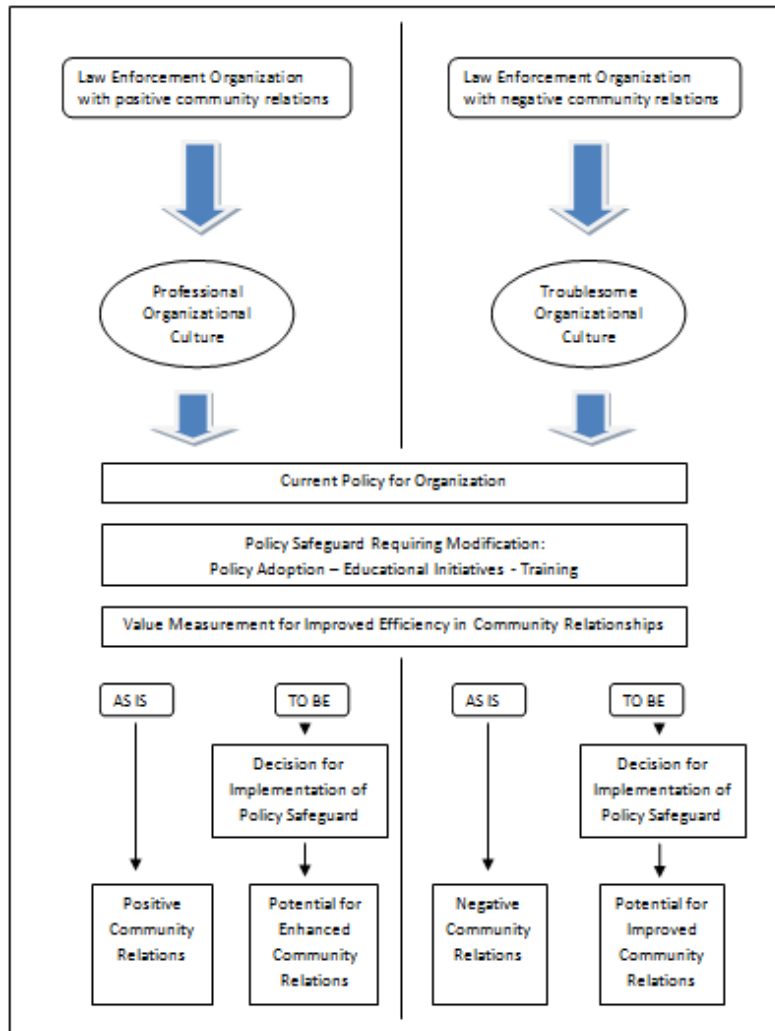 Law Enforcement Organization
with positive community relations
Law Enforcement Organization
with negative community relations
Professional
Organizational
Culture
Troublesome
Organizational
Culture
Current Policy for Organization
Policy Safeguard Requiring Modification:
Policy Adoption – Educational Initiatives - Training
Value Measurement for Improved Efficiency in Community Relationships
AS IS
TO BE
AS IS
TO BE
Decision for
Implementation of
Policy Safeguard
Decision for
Implementation of
Policy Safeguard
Positive
Community
Relations
Potential for
Enhanced
Community
Relations
Negative
Community
Relations
Potential for
Improved
Community
Relations